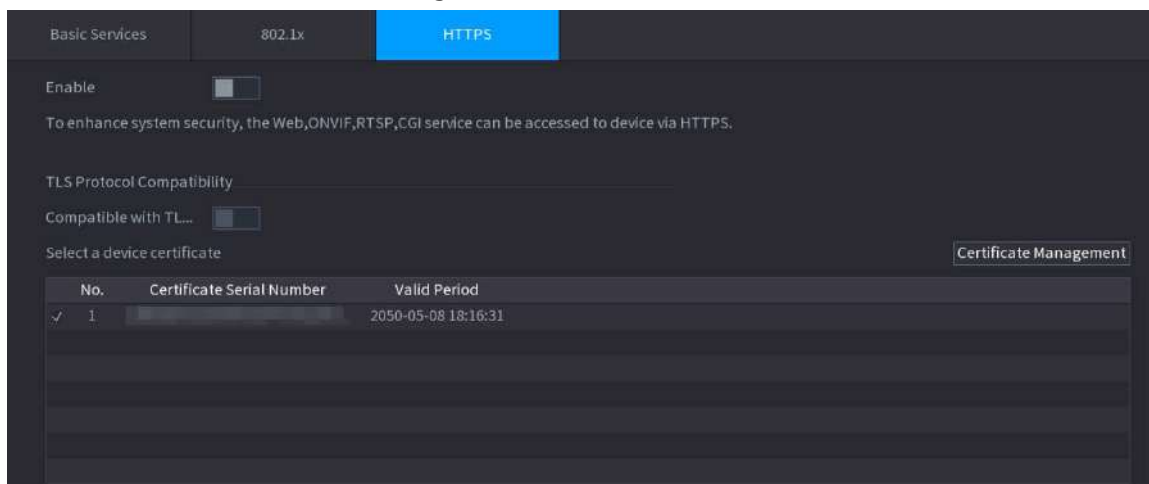 Basic Services 802.1x HTTPS
Enable
To enhance system security, the Web,ONVIF,RTSP,CGI service can be accessed to device via HTTPS.
TLS Protocol Compatibility
Compatible with TL...
Select a device certificate Certificate Management
No. Certificate Serial Number Valid Period
1 2050-05-08 18:16:31